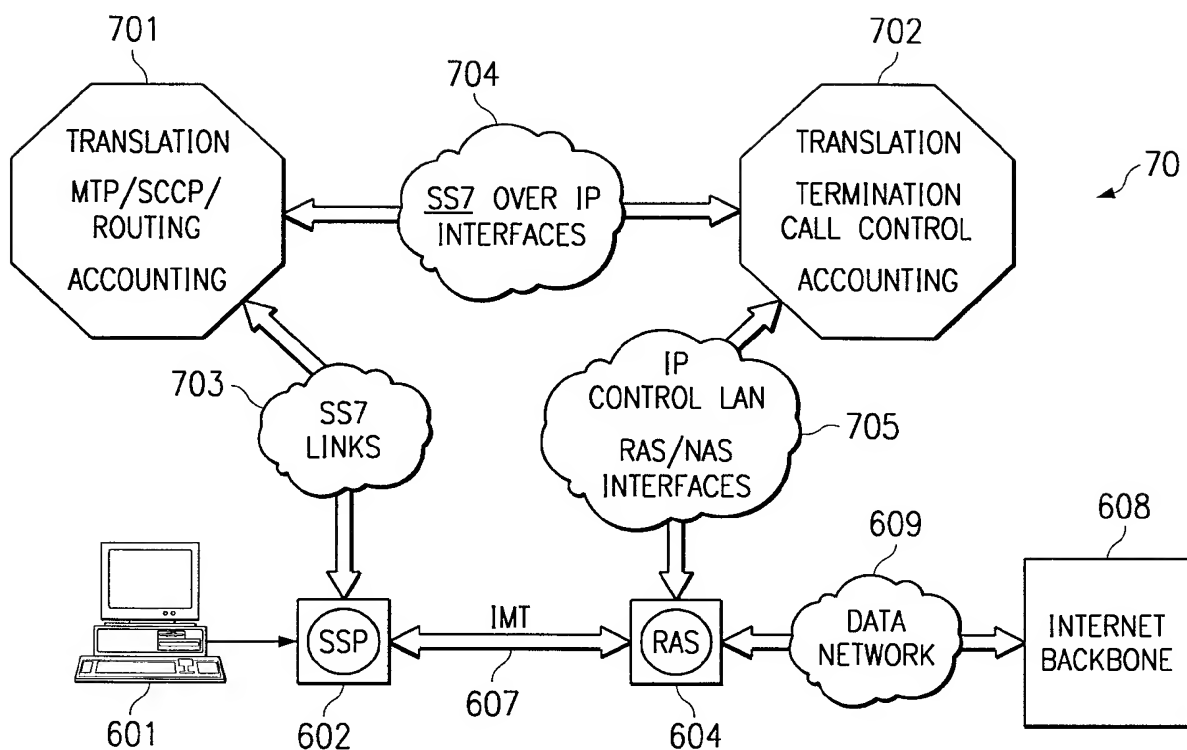 701
702
704
70
TRANSLATION
MTP/SCCP/
ROUTING
ACCOUNTING
SS7 OVER IP
INTERFACES
TRANSLATION
TERMINATION
CALL CONTROL
ACCOUNTING
703
SS7
LINKS
IP
CONTROL LAN
RAS/NAS
INTERFACES
705
609
608
SSP
IMT
RAS
DATA
NETWORK
INTERNET
BACKBONE
601
602
607
604